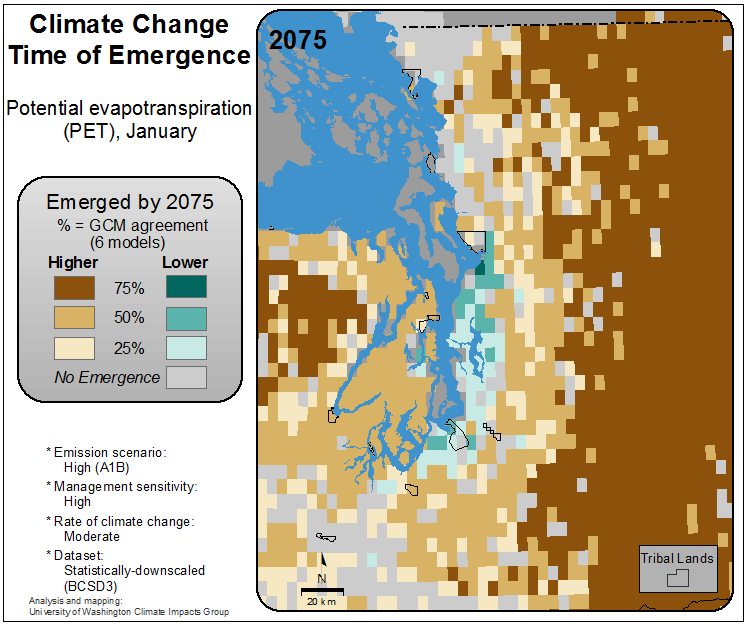 Climate Change
Time of Emergence
Potential evapotranspiration
(PET), January
Emerged by 2075
% = GCM agreement
(6 models)
Higher Lower
75%
50%
25%
No Emergence
* Emission scenario:
High (A1B)
* Management sensitivity:
High
* Rate of climate change:
Moderate
* Dataset:
Statistically-downscaled
(BCSD3)
Analysis and mapping:
University of Washington Climate Impacts Group
2075
N
20 km
Tribal Lands